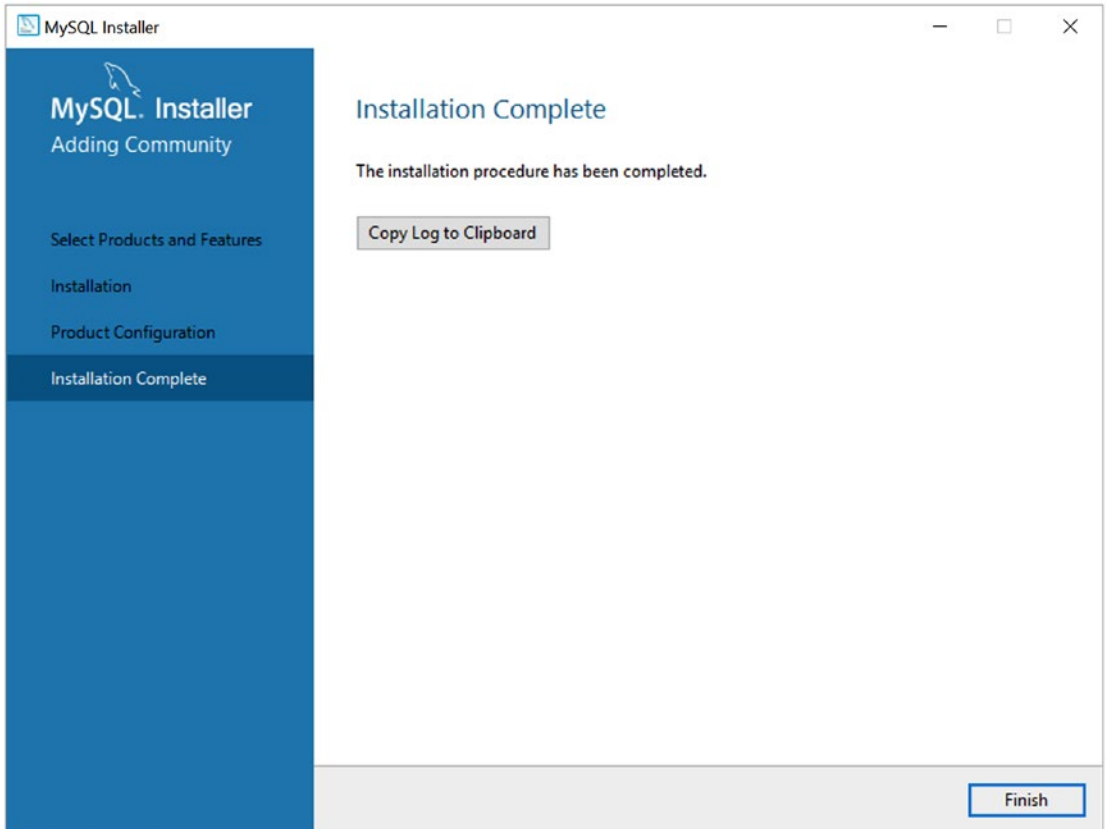 MySQL Installer
MySQL. Installer
Adding Community
Select Products and Features
Installation
Product Configuration
Installation Complete
Installation Complete
The installation procedure has been completed.
Copy Log to Clipboard
Finish